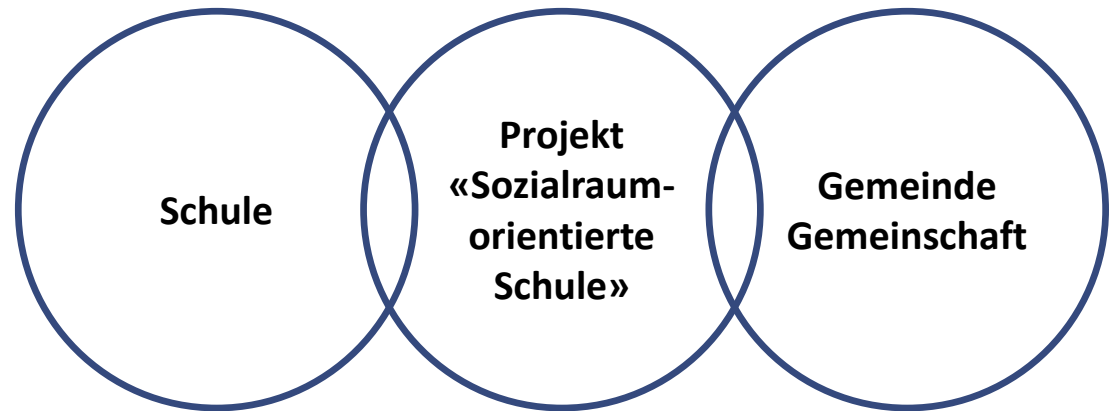 Schule
Projekt
«Sozialraum-
orientierte
Schule»
Gemeinde
Gemeinschaft